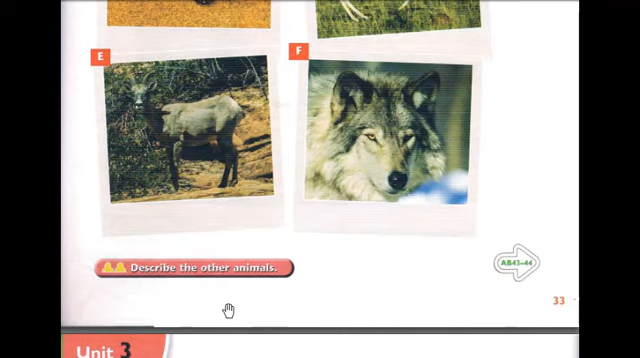 E
F
Describe the other animals.
AB43-44
33
Unit 3